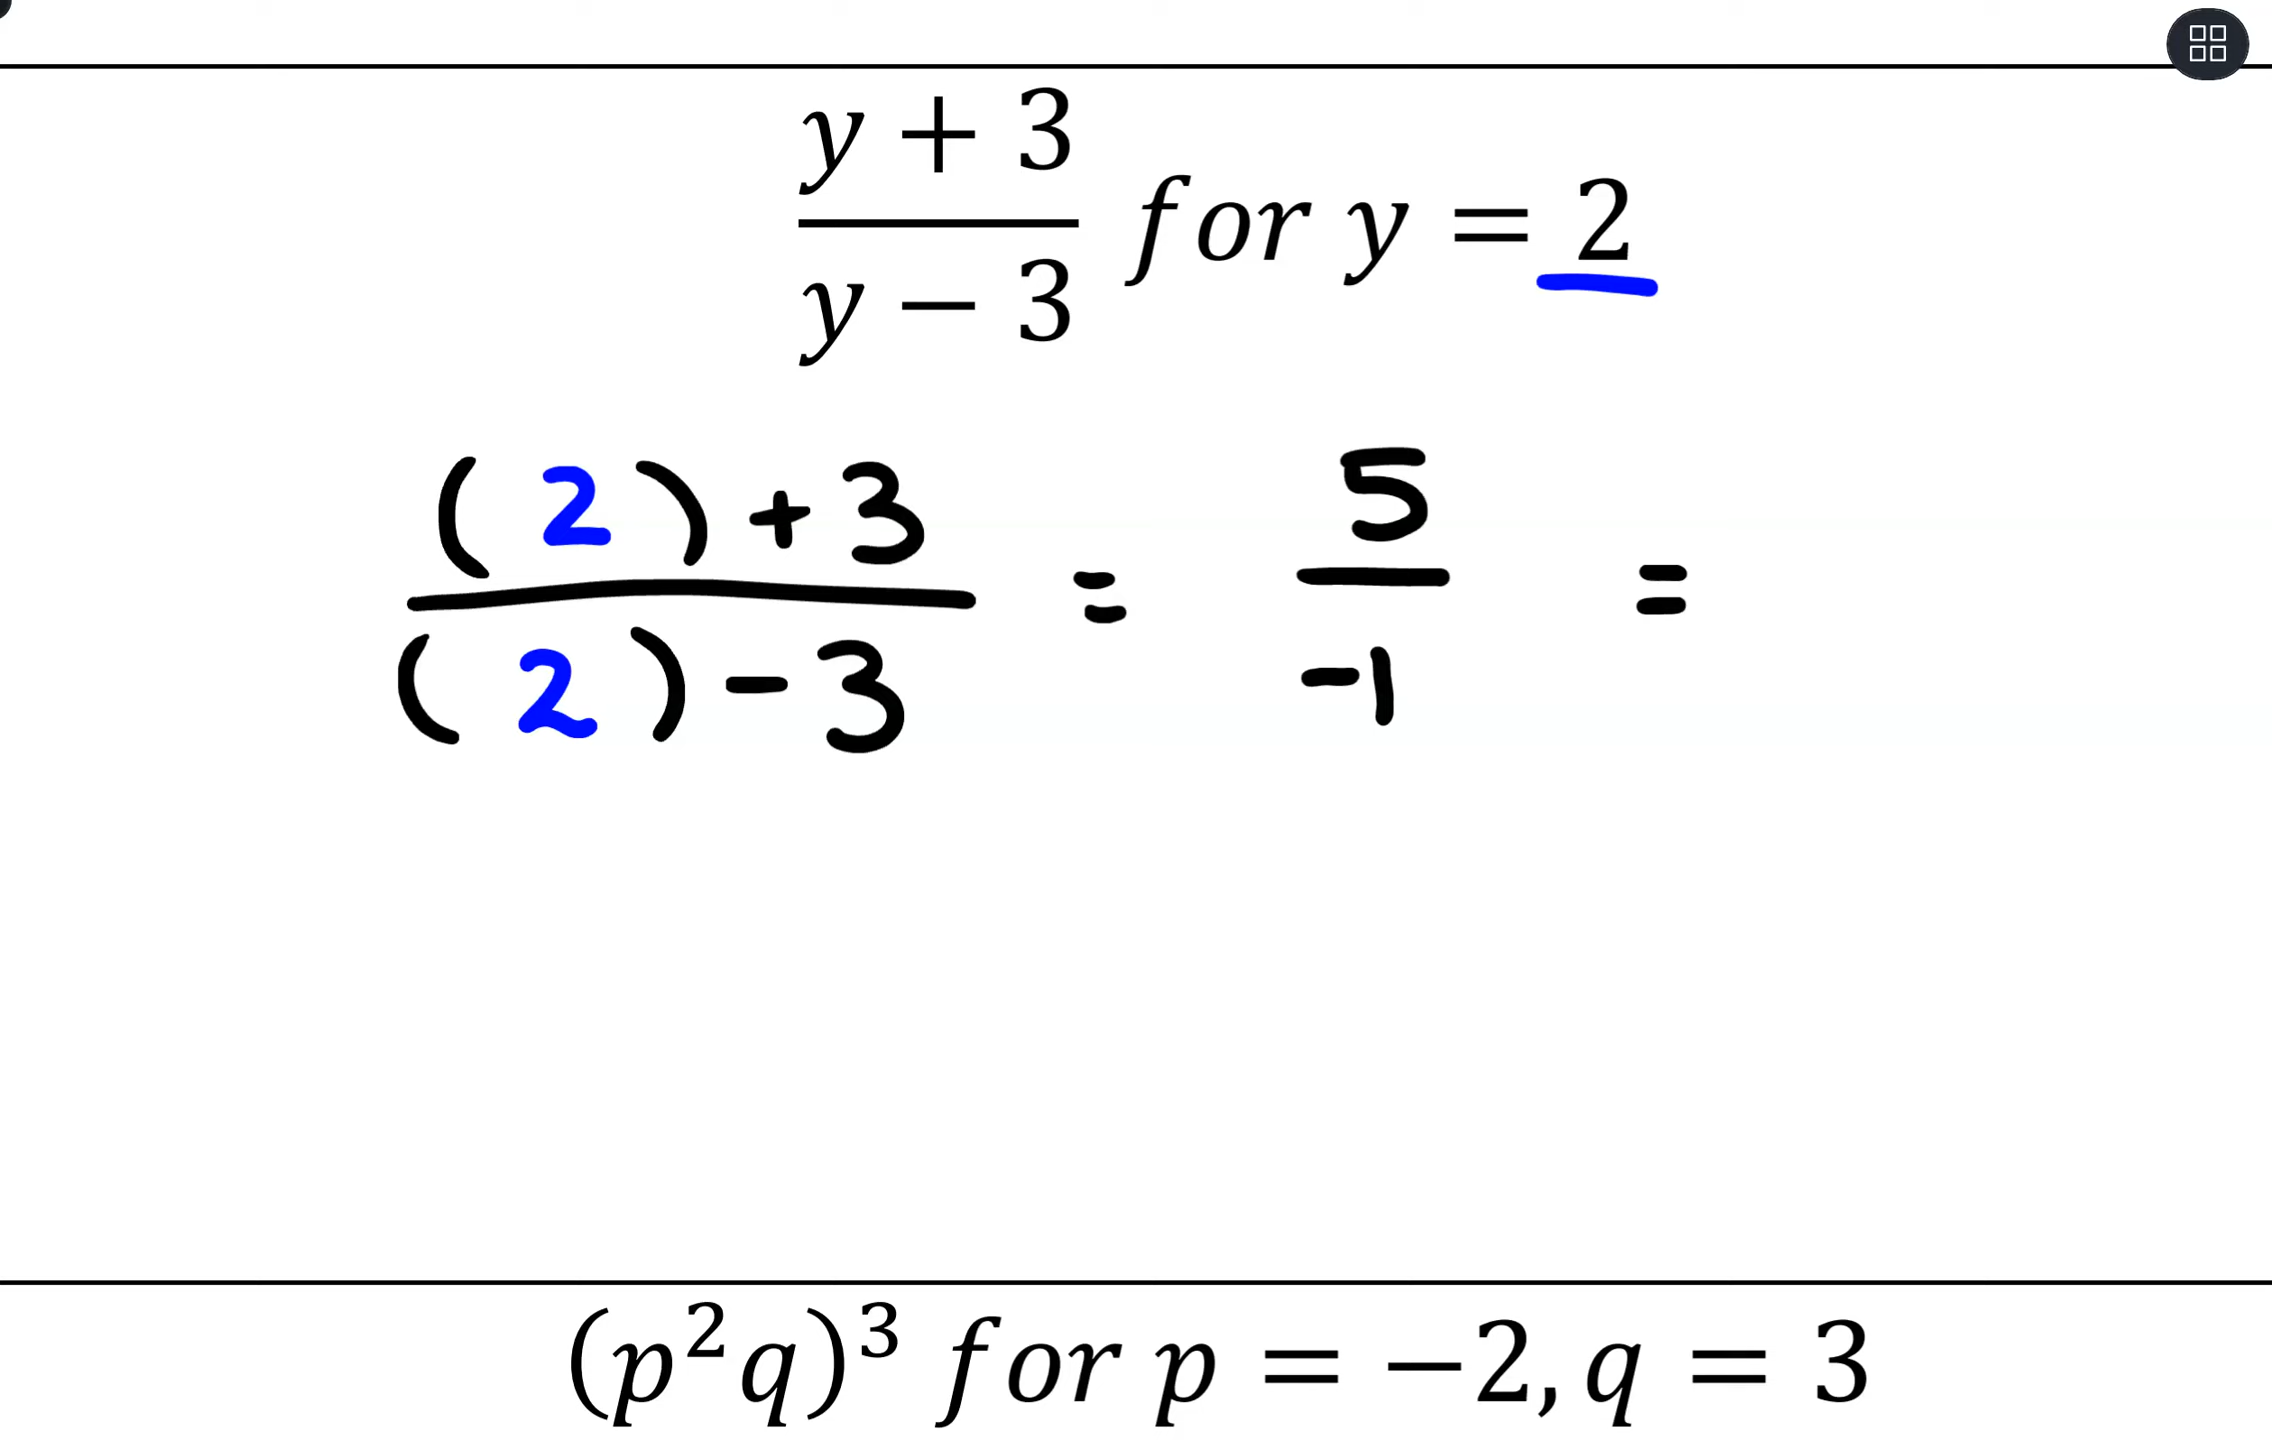 y + 3
y − 3 for y = 2
( 2 ) + 3
( 2 ) - 3 = 5
-1 =
(p²q)³ for p = −2, q = 3